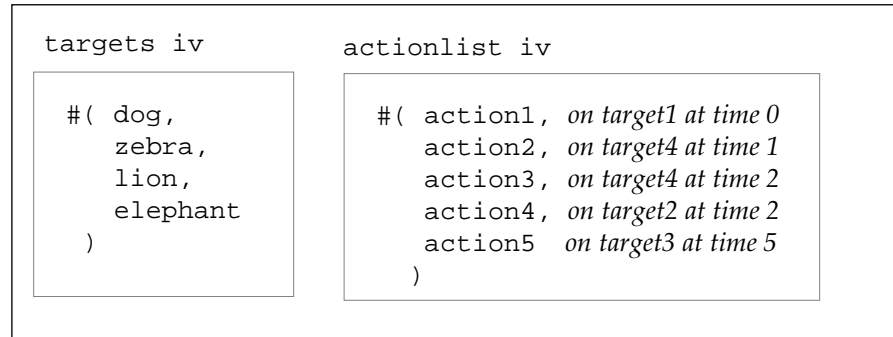 targets iv
#( dog,
zebra,
lion,
elephant
)
actionlist iv
#( action1, on target1 at time 0
action2, on target4 at time 1
action3, on target4 at time 2
action4, on target2 at time 2
action5 on target3 at time 5
)